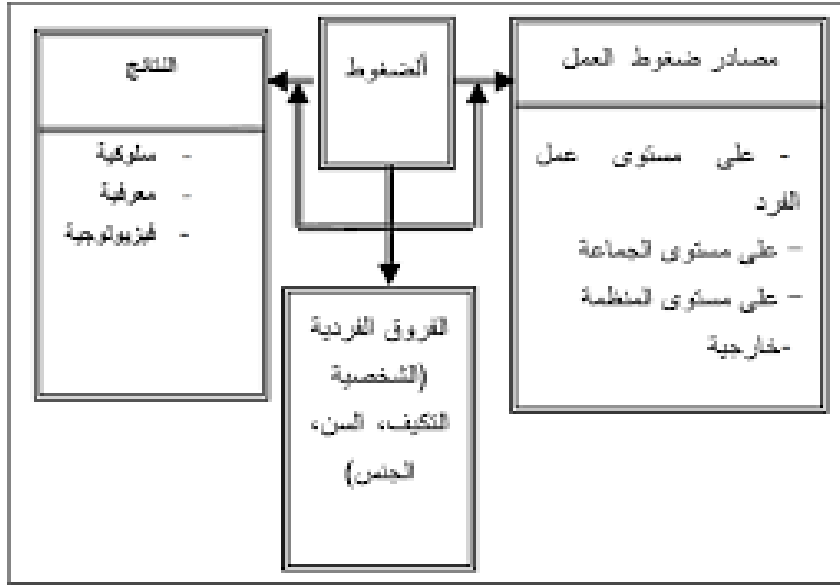 مصادر ضغوط العمل
- على مستوى عمل
الفرد
- على مستوى الجماعة
- على مستوى المنظمة
-خارجية
ألضغوط
النتائج
- سلوكية
- معرفية
- فيزيولوجية
الفروق الفردية
(الشخصية
التكيف، السن،
الجنس)